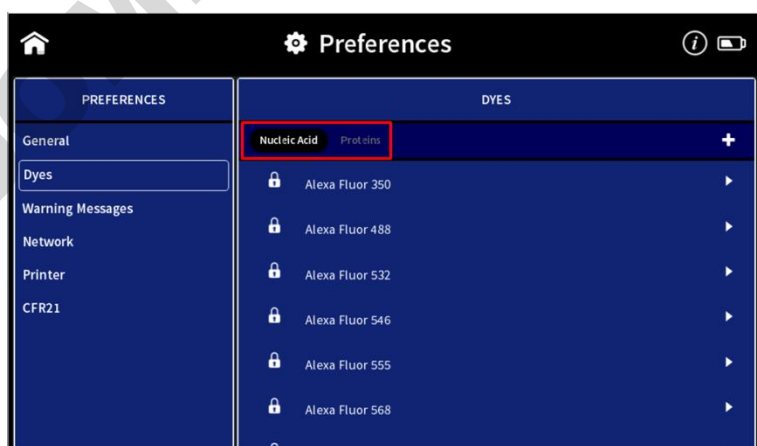 Preferences
i
PREFERENCES
General
Dyes
Warning Messages
Network
Printer
CFR21
DYES
Nucleic Acid Proteins
Alexa Fluor 350
Alexa Fluor 488
Alexa Fluor 532
Alexa Fluor 546
Alexa Fluor 555
Alexa Fluor 568